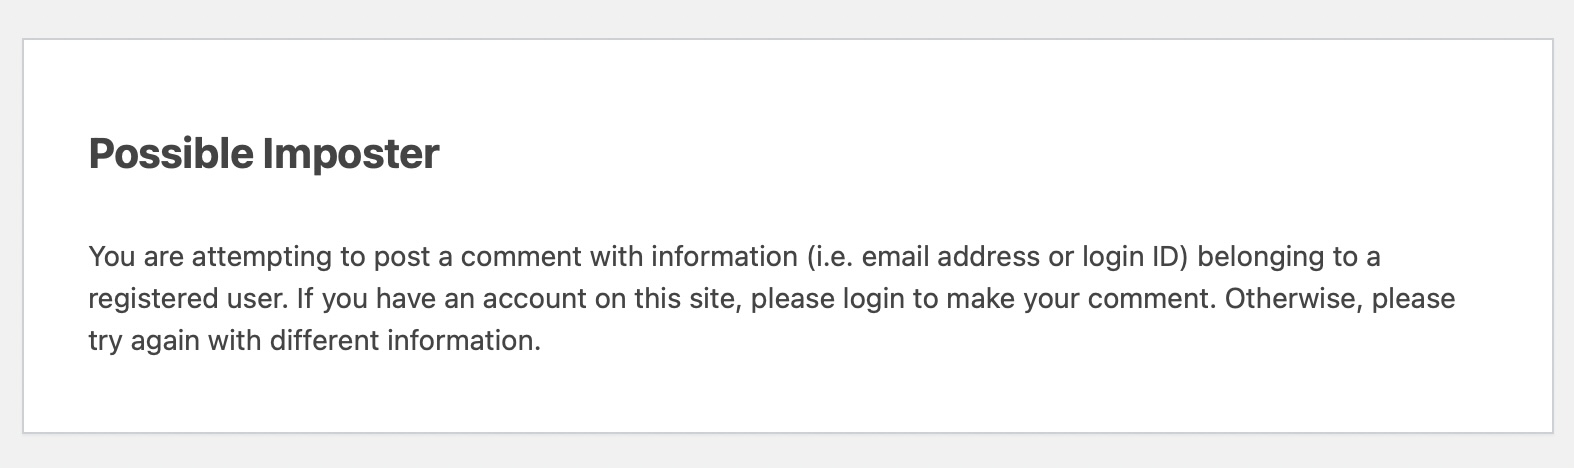 Possible Imposter
You are attempting to post a comment with information (i.e. email address or login ID) belonging to a
registered user. If you have an account on this site, please login to make your comment. Otherwise, please
try again with different information.